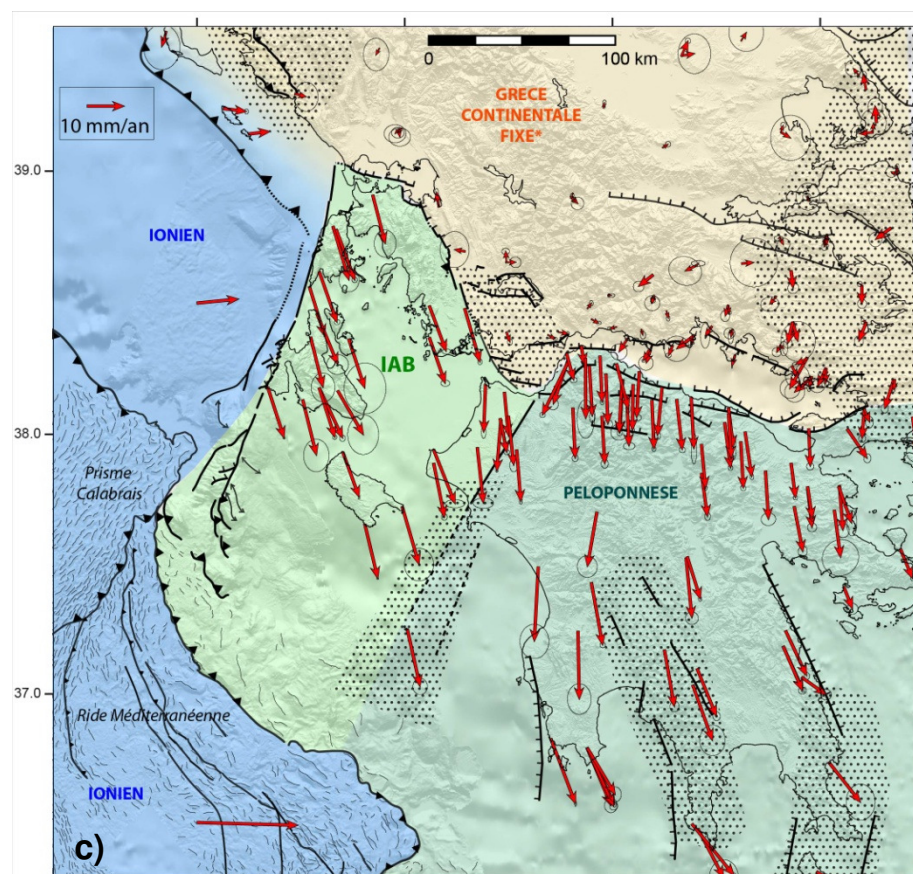 0
100 km
10 mm/an
GRECE
CONTINENTALE
FIXE*
39.0
IONIEN
IAB
38.0
Prisme
Calabrais
PELOPONNESE
37.0
Ride Méditerranéenne
IONIEN
c)